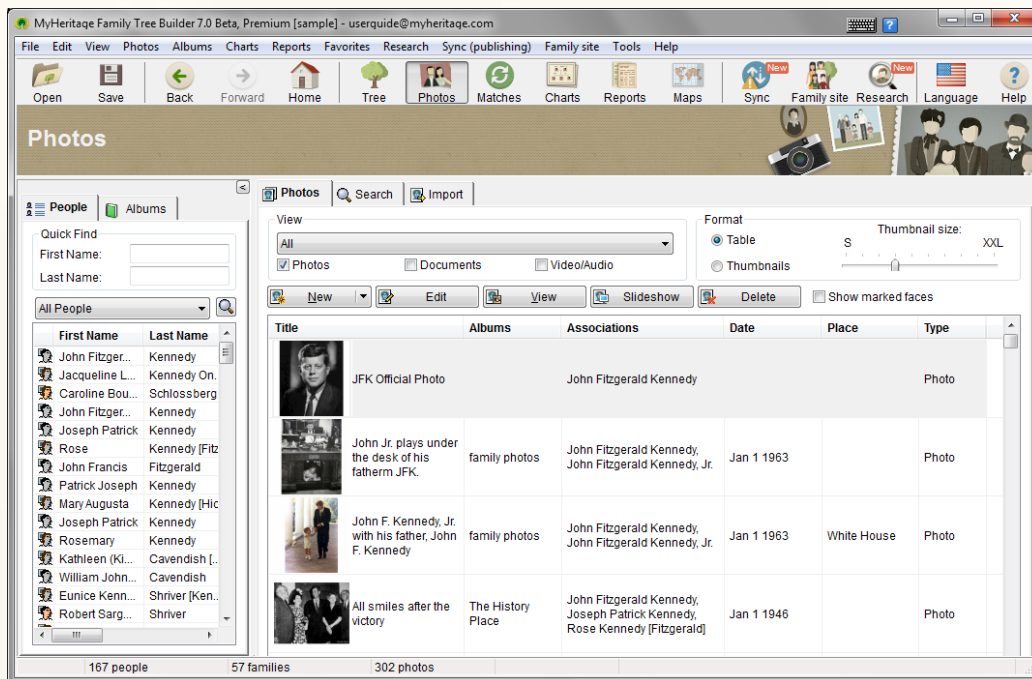 MyHeritage Family Tree Builder 7.0 Beta, Premium [sample] - userguide@myheritage.com
File Edit View Photos Albums Charts Reports Favorites Research Sync (publishing) Family site Tools Help
New New
Open Save Back Forward Home Tree Photos Matches Charts Reports Maps Sync Family site Research Language Help
Photos
People Albums
Quick Find
First Name:
Last Name:
All People
First Name Last Name
John Fitzger... Kennedy
Jacqueline L... Kennedy On.
Caroline Bou... Schlossberg
John Fitzger... Kennedy
Joseph Patrick Kennedy
Rose Kennedy [Fitz
John Francis Fitzgerald
Patrick Joseph Kennedy
Mary Augusta Kennedy [Hic
Joseph Patrick Kennedy
Rosemary Kennedy
Kathleen (Ki... Cavendish [..
William John... Cavendish
Eunice Kenn... Shriver [Ken..
Robert Sarg... Shriver
Photos Search Import
View
All
Photos Documents Video/Audio
Format
Table
Thumbnails
Thumbnail size:
S XXL
New Edit View Slideshow Delete Show marked faces
Title Albums Associations Date Place Type
JFK Official Photo John Fitzgerald Kennedy Photo
John Jr. plays under
the desk of his
fatherm JFK.
family photos
John Fitzgerald Kennedy,
John Fitzgerald Kennedy, Jr.
Jan 1 1963
Photo
John F. Kennedy, Jr.
with his father, John
F. Kennedy
family photos
John Fitzgerald Kennedy,
John Fitzgerald Kennedy, Jr.
Jan 1 1963
White House
Photo
All smiles after the
victory
The History
Place
John Fitzgerald Kennedy,
Joseph Patrick Kennedy,
Rose Kennedy [Fitzgerald]
Jan 1 1946
Photo
167 people 57 families 302 photos